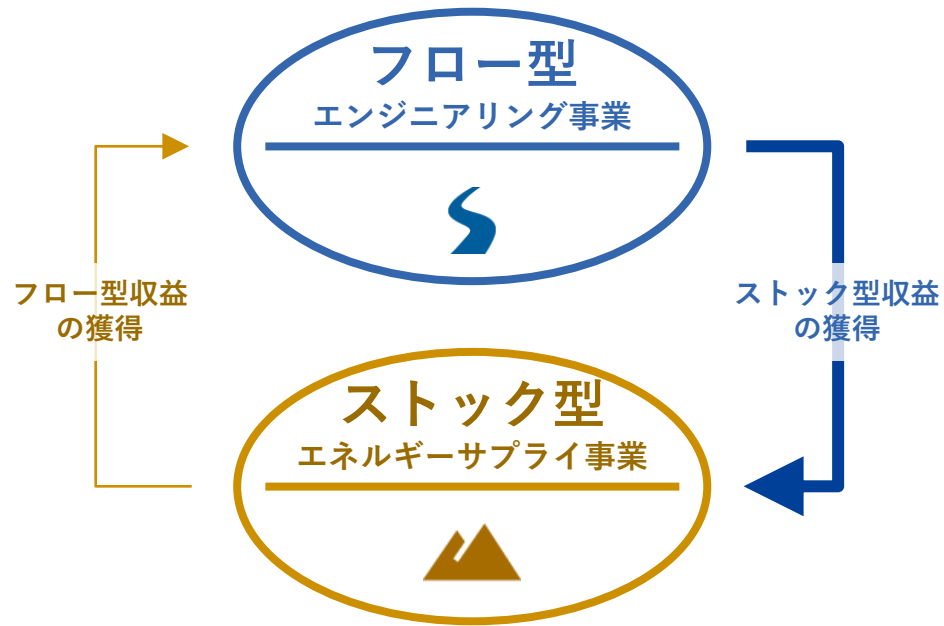 フロー型
エンジニアリング事業
フロー型収益
の獲得
ストック型収益
の獲得
ストック型
エネルギーサプライ事業